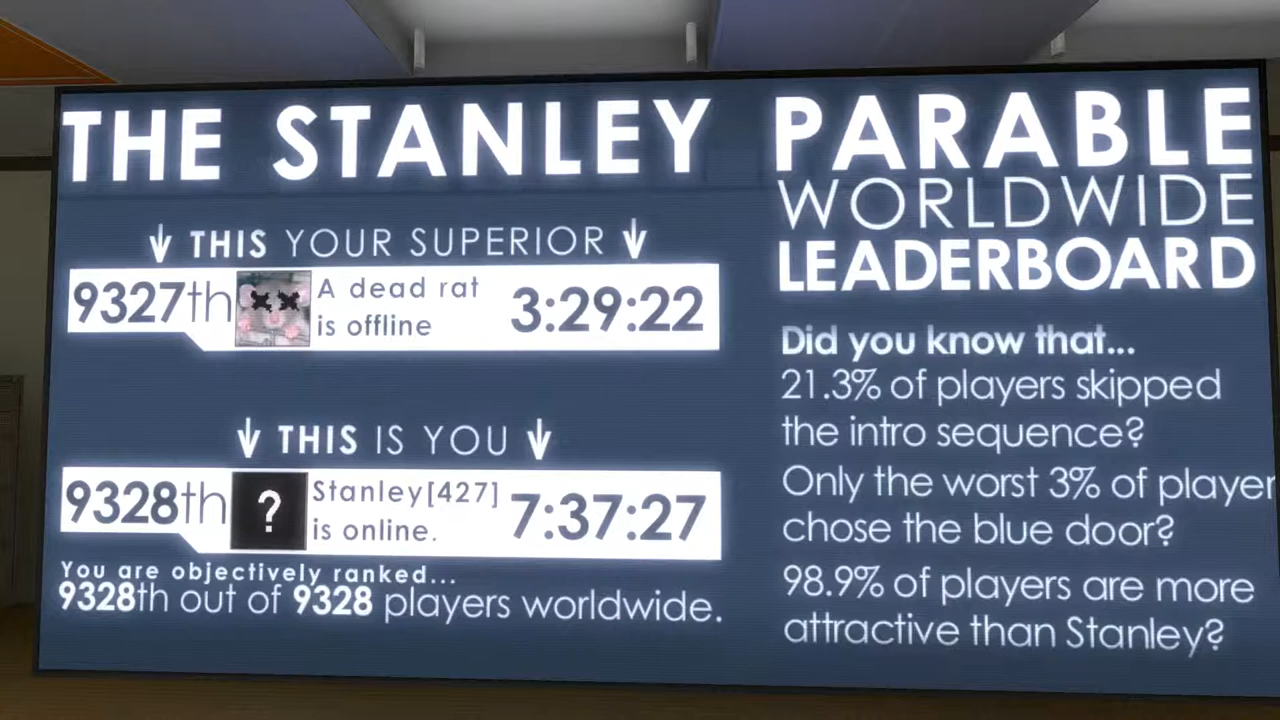 THE STANLEY PARABLE
WORLDWIDE
LEADERBOARD
THIS YOUR SUPERIOR
9327th
A dead rat
is offline
3:29:22
THIS IS YOU
9328th
?
Stanley[427]
is online.
7:37:27
You are objectively ranked...
9328th out of 9328 players worldwide.
Did you know that...
21.3% of players skipped
the intro sequence?
Only the worst 3% of player
chose the blue door?
98.9% of players are more
attractive than Stanley?